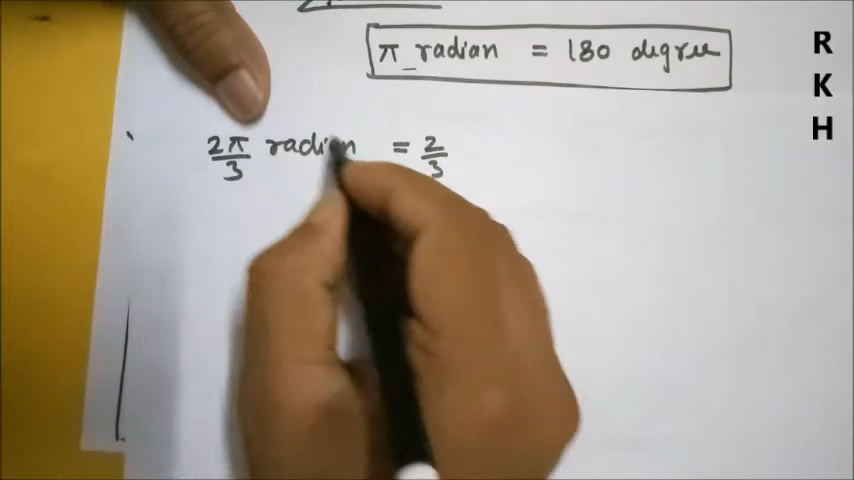 π radian = 180 degree
2π/3 radian = 2/3
R
K
H